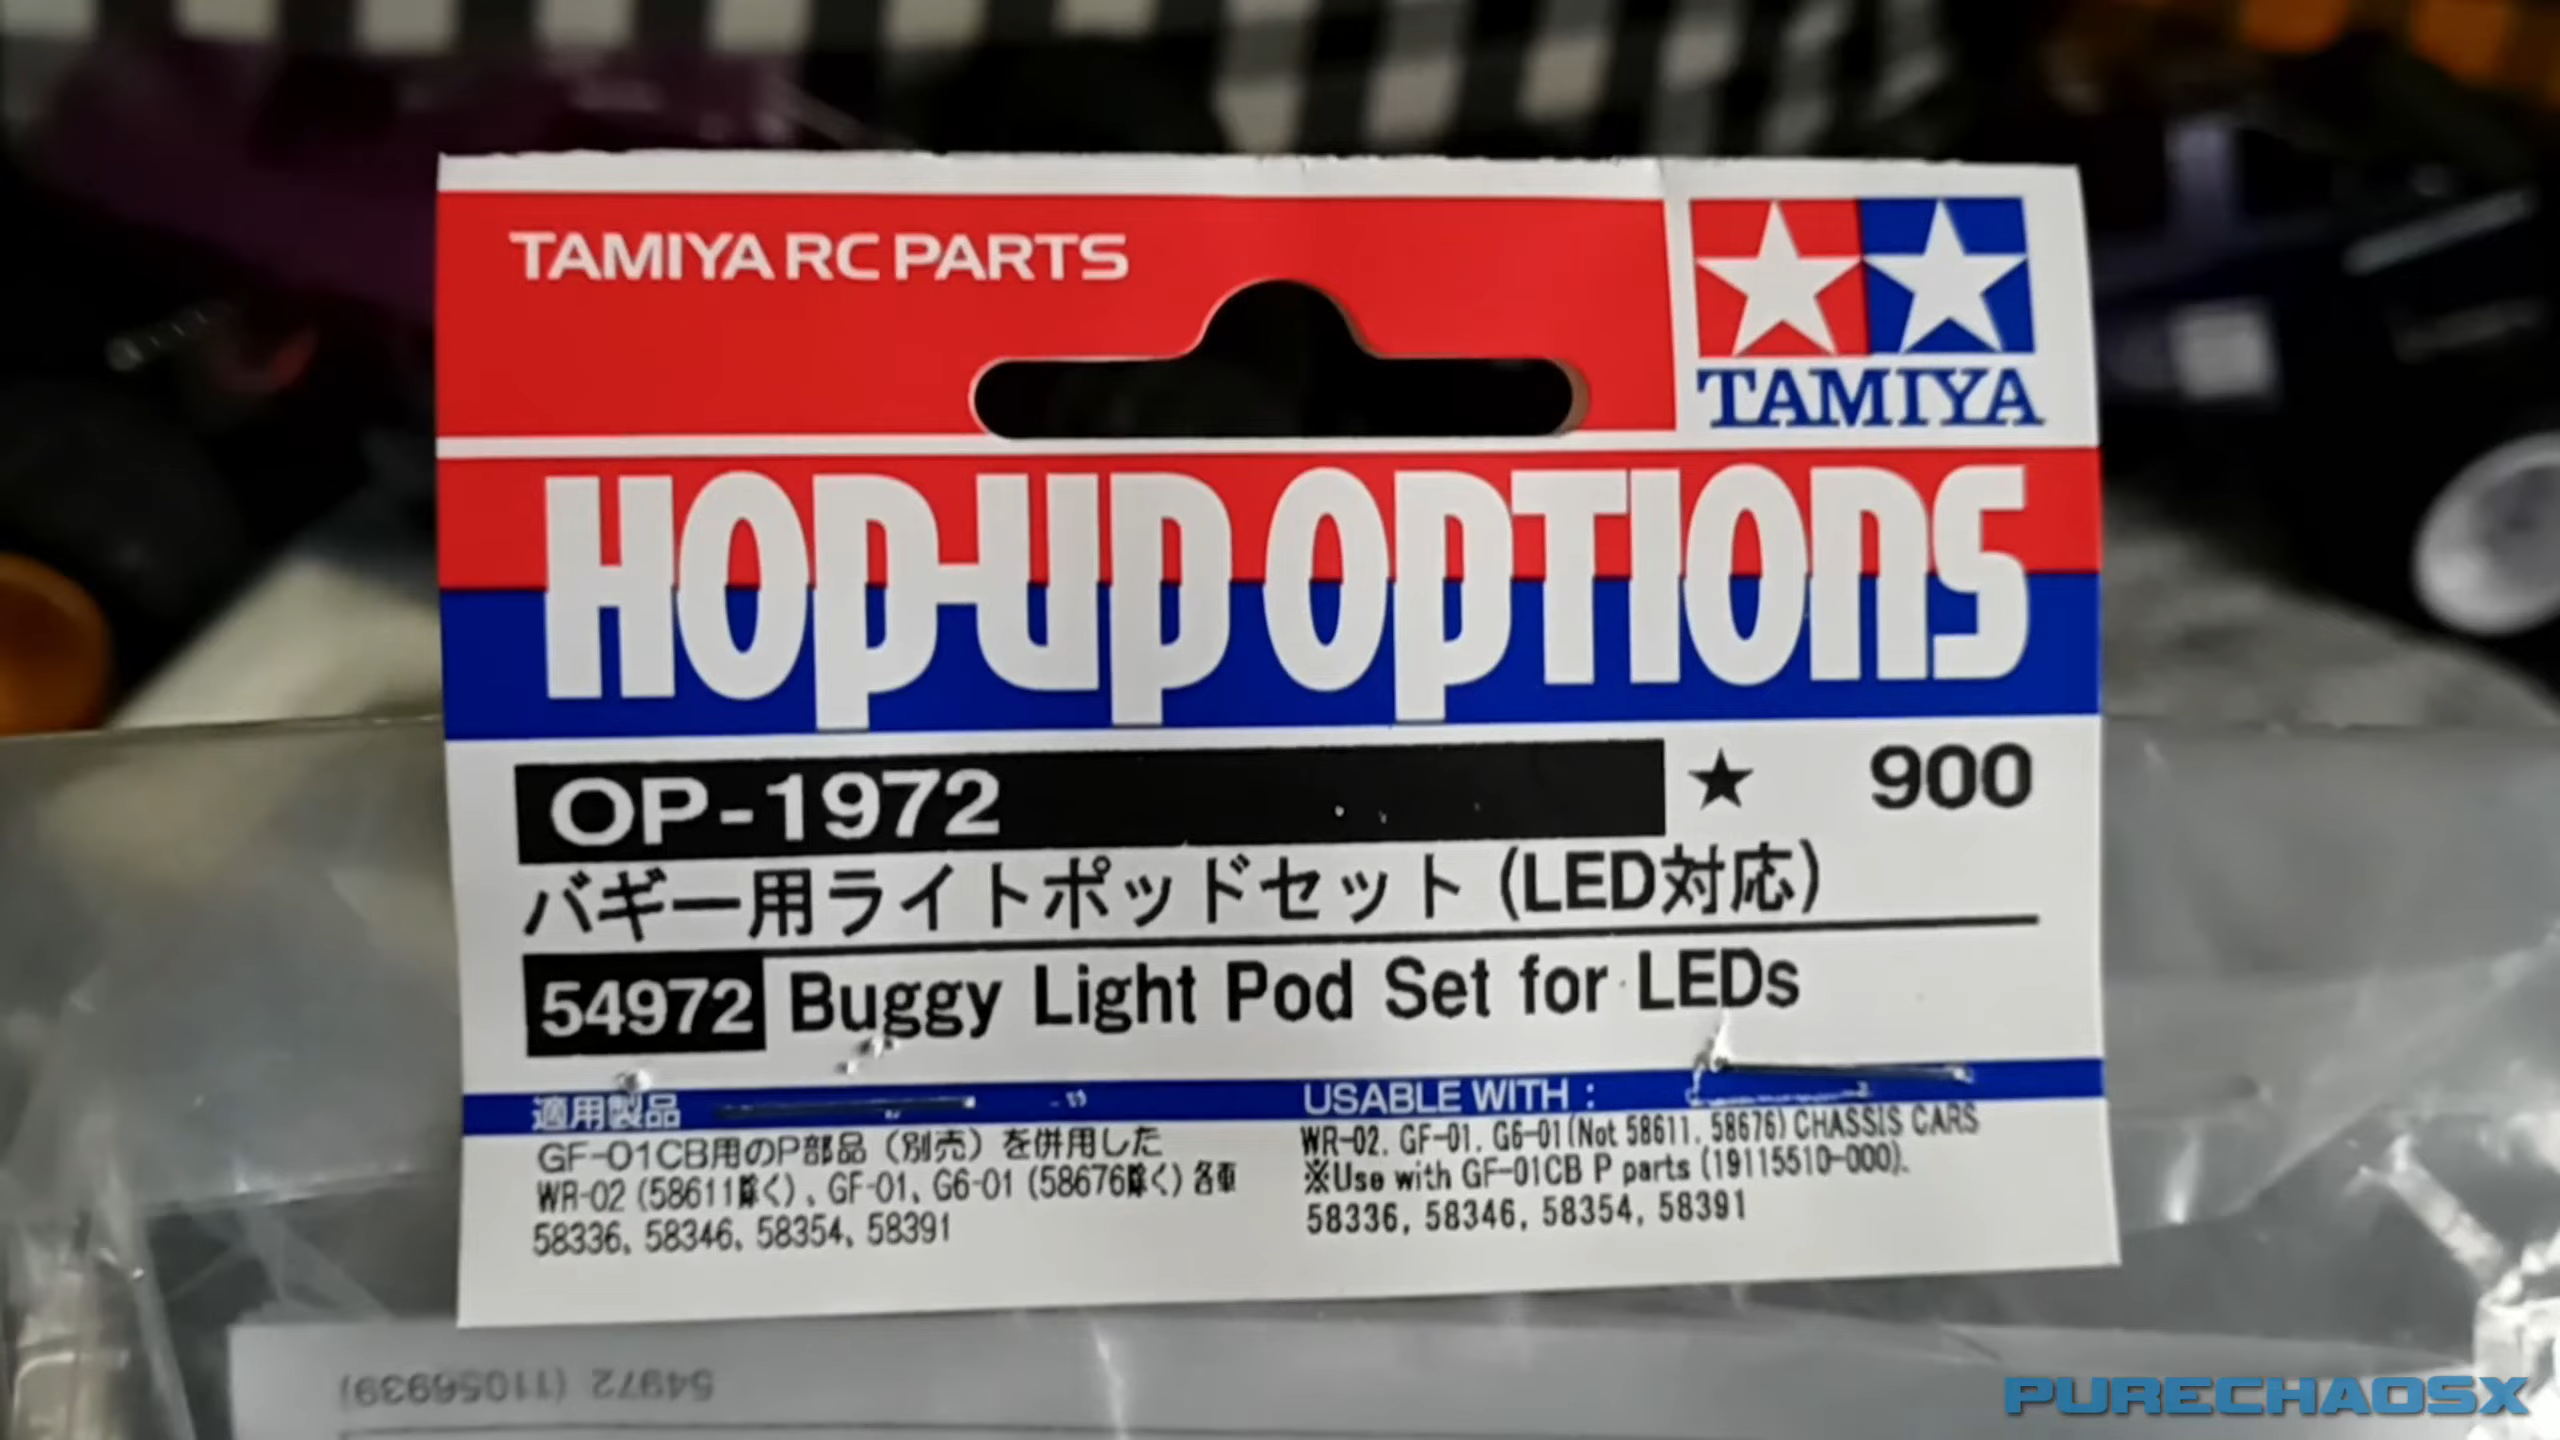 TAMIYA RC PARTS
TAMIYA
HOP-UP OPTIONS
OP-1972 ★ 900
バギー用ライトポッドセット (LED対応)
54972 Buggy Light Pod Set for LEDs
適用製品
GF-01CB用のP部品（別売）を併用した
WR-02 (58611除く)、GF-01、G6-01 (58676除く) 各車
58336、58346、58354、58391
USABLE WITH :
WR-02, GF-01, G6-01(Not 58611, 58676) CHASSIS CARS
※Use with GF-01CB P parts (19115510-000).
58336, 58346, 58354, 58391
54972 (11056939)
PURECHAOSX